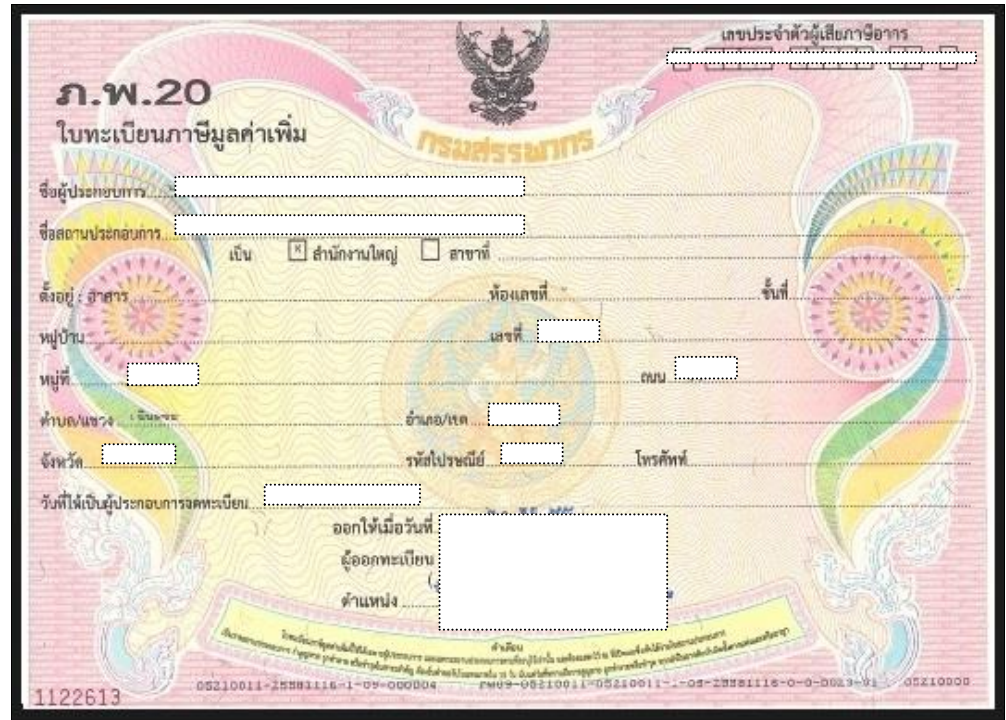 เลขประจำตัวผู้เสียภาษีอากร
ภ.พ.20
ใบทะเบียนภาษีมูลค่าเพิ่ม
กรมสรรพากร
ชื่อผู้ประกอบการ
ชื่อสถานประกอบการ
เป็น สำนักงานใหญ่ สาขาที่
ตั้งอยู่ : อาคาร ห้องเลขที่ ชั้นที่
หมู่บ้าน เลขที่
หมู่ที่ ถนน
ตำบล/แขวง อำเภอ/เขต
จังหวัด รหัสไปรษณีย์ โทรศัพท์
วันที่ให้เป็นผู้ประกอบการจดทะเบียน
ออกให้เมื่อวันที่
ผู้ออกทะเบียน
ตำแหน่ง
คำเตือน
05210011-25581116-1-09-000004
1122613
05210000